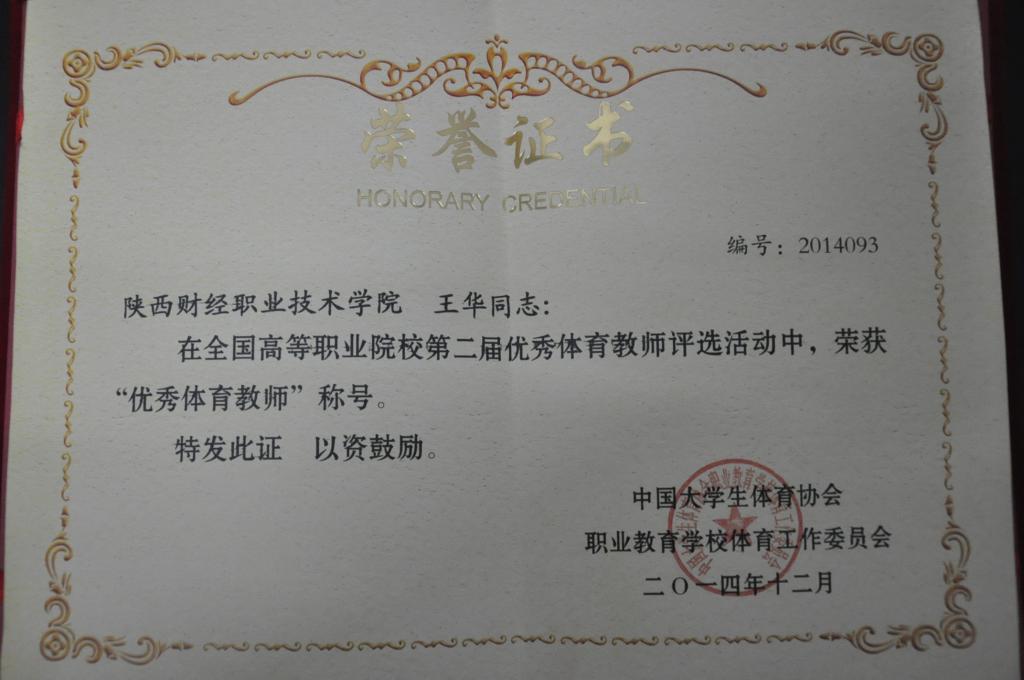 荣誉证书
HONORARY CREDENTIAL
编号：2014093
陕西财经职业技术学院　王华同志：
在全国高等职业院校第二届优秀体育教师评选活动中，荣获
“优秀体育教师”称号。
特发此证　以资鼓励。
中国大学生体育协会
职业教育学校体育工作委员会
二〇一四年十二月